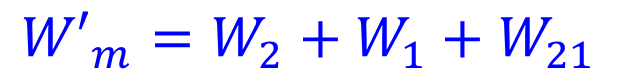 W'ₘ = W₂ + W₁ + W₂₁